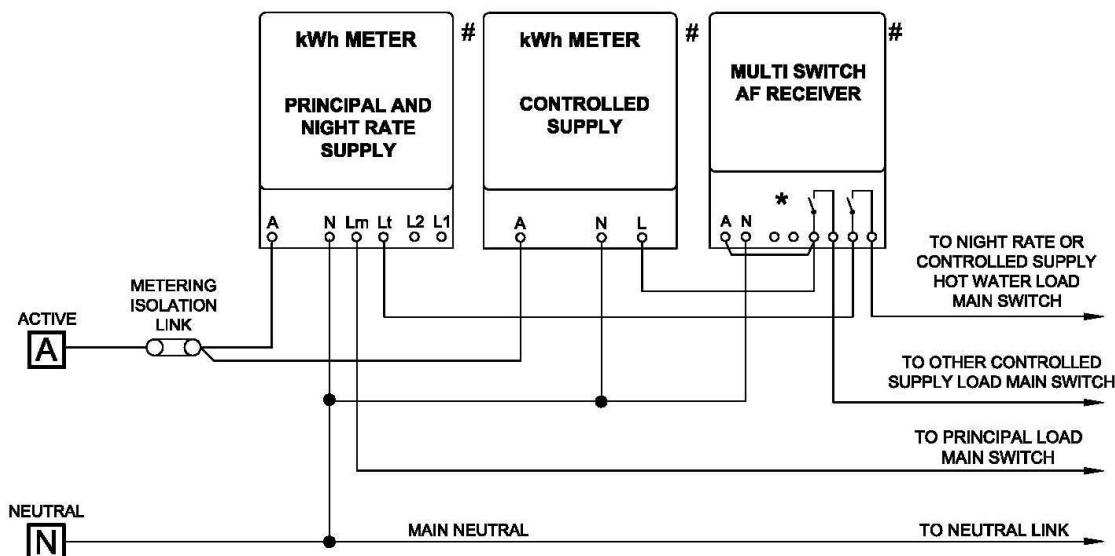 kWh METER
PRINCIPAL AND
NIGHT RATE
SUPPLY
#
kWh METER
CONTROLLED
SUPPLY
#
MULTI SWITCH
AF RECEIVER
#
*
A N Lm Lt L2 L1
A N L
A N
METERING
ISOLATION
LINK
ACTIVE
A
TO NIGHT RATE OR
CONTROLLED SUPPLY
HOT WATER LOAD
MAIN SWITCH
TO OTHER CONTROLLED
SUPPLY LOAD MAIN SWITCH
TO PRINCIPAL LOAD
MAIN SWITCH
NEUTRAL
N
MAIN NEUTRAL
TO NEUTRAL LINK